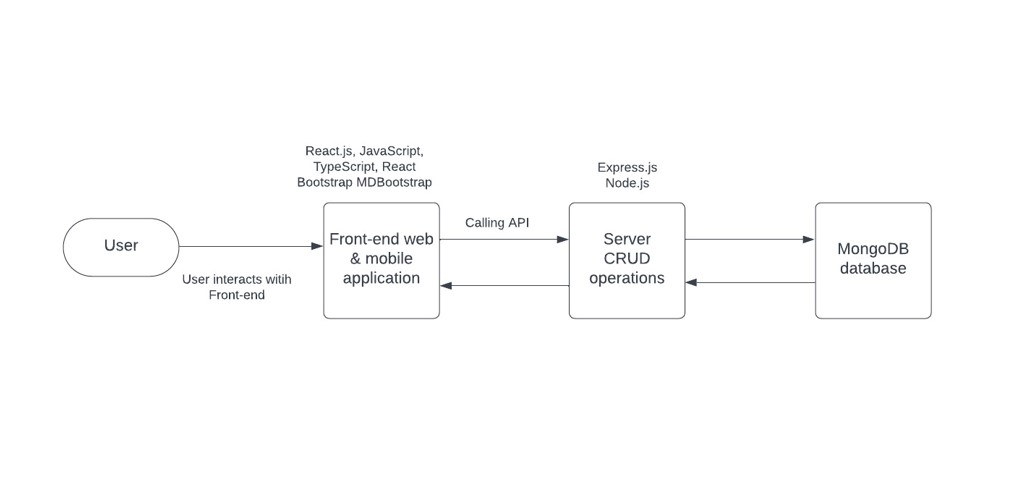 React.js, JavaScript,
TypeScript, React
Bootstrap MDBootstrap
Express.js
Node.js
User
User interacts witih
Front-end
Front-end web
& mobile
application
Calling API
Server
CRUD
operations
MongoDB
database